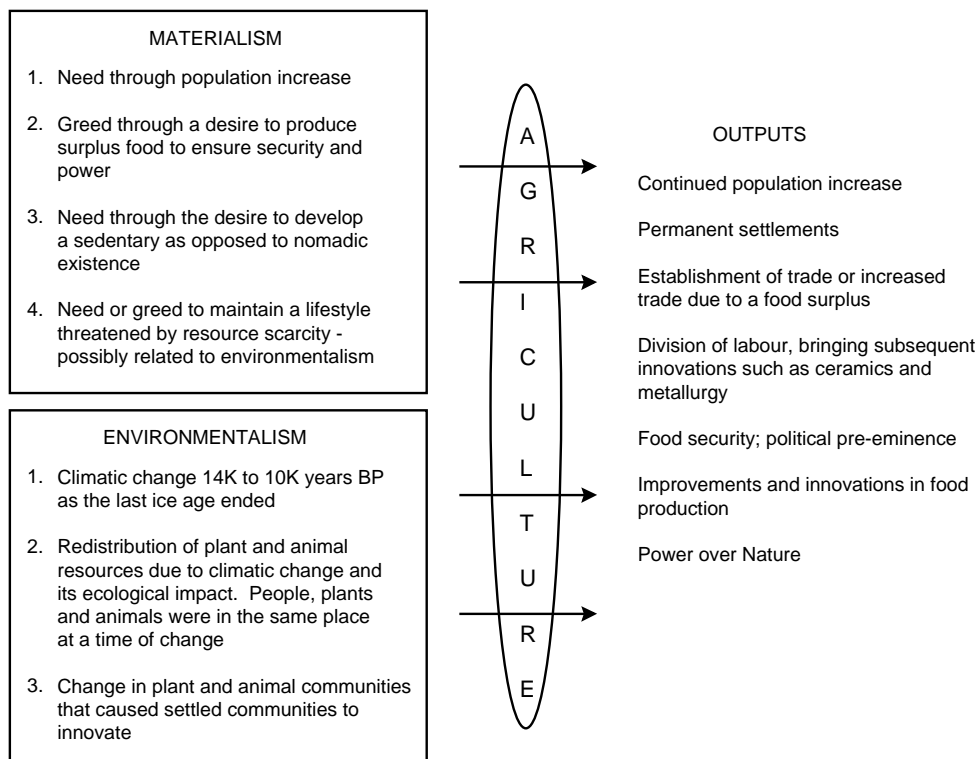 MATERIALISM
1. Need through population increase
2. Greed through a desire to produce
surplus food to ensure security and
power
3. Need through the desire to develop
a sedentary as opposed to nomadic
existence
4. Need or greed to maintain a lifestyle
threatened by resource scarcity -
possibly related to environmentalism
ENVIRONMENTALISM
1. Climatic change 14K to 10K years BP
as the last ice age ended
2. Redistribution of plant and animal
resources due to climatic change and
its ecological impact. People, plants
and animals were in the same place
at a time of change
3. Change in plant and animal communities
that caused settled communities to
innovate
A
G
R
I
C
U
L
T
U
R
E
OUTPUTS
Continued population increase
Permanent settlements
Establishment of trade or increased
trade due to a food surplus
Division of labour, bringing subsequent
innovations such as ceramics and
metallurgy
Food security; political pre-eminence
Improvements and innovations in food
production
Power over Nature